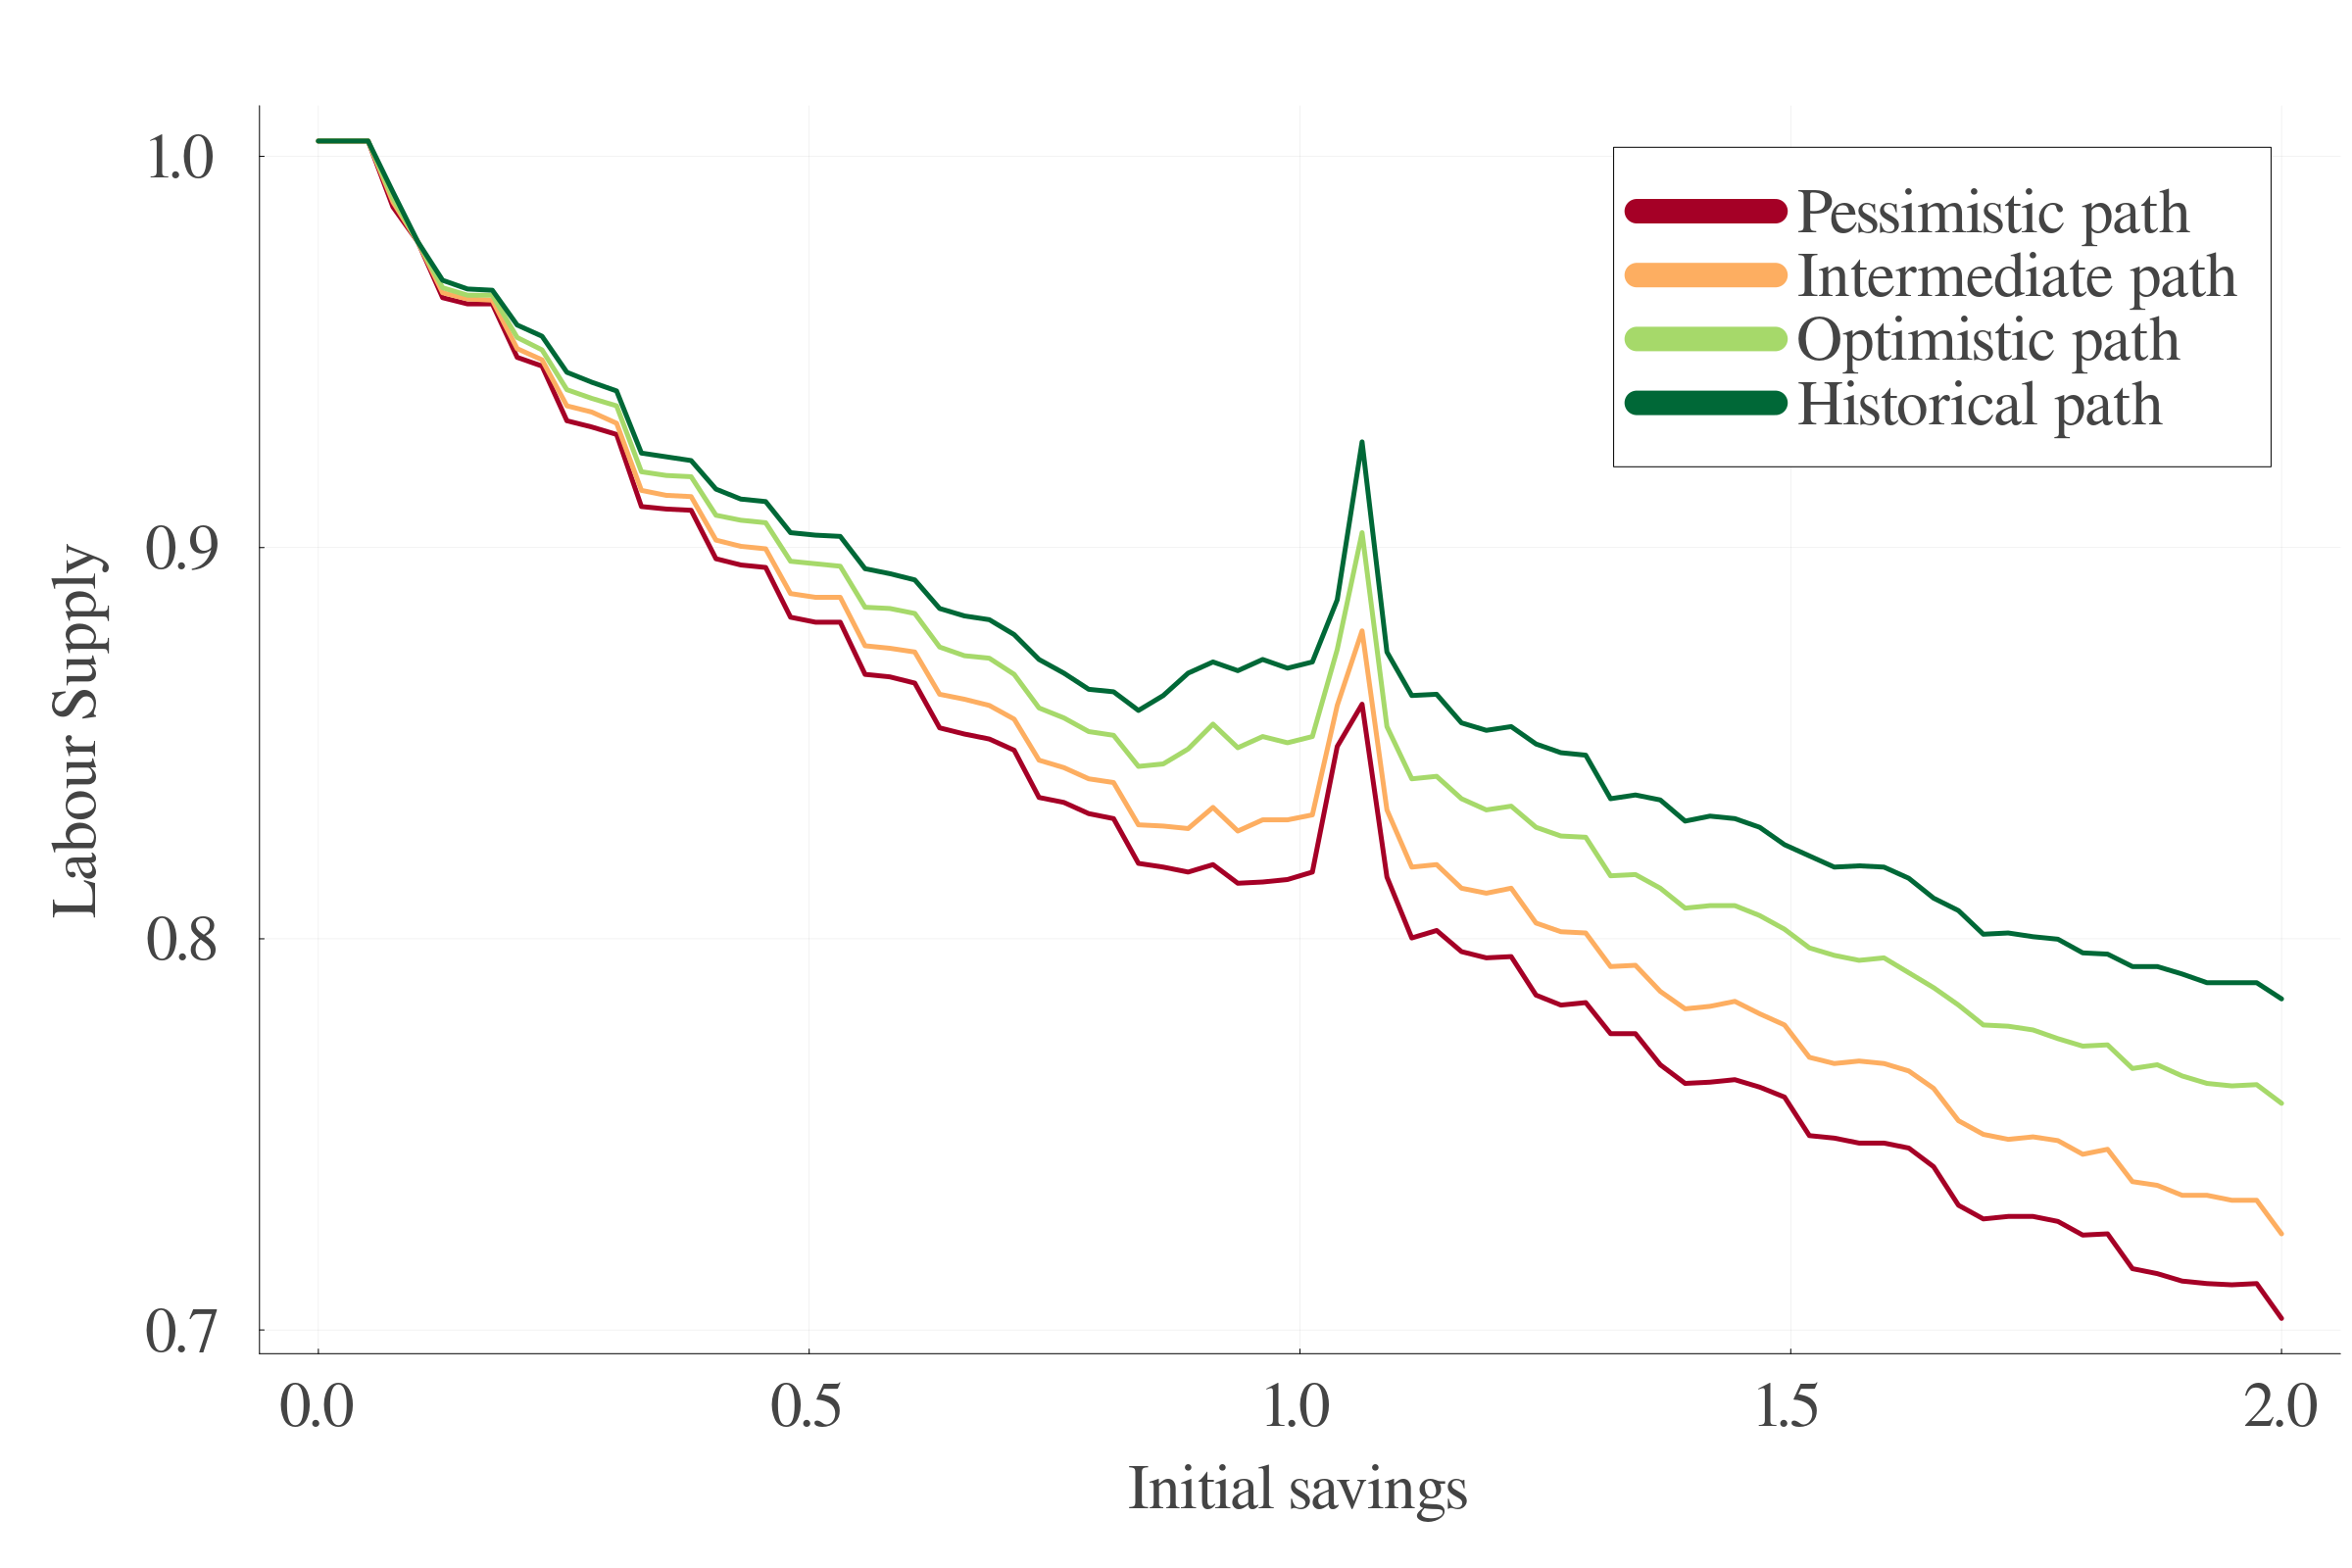 Pessimistic path
Intermediate path
Optimistic path
Historical path
Labour Supply
1.0
0.9
0.8
0.7
0.0 0.5 1.0 1.5 2.0
Initial savings